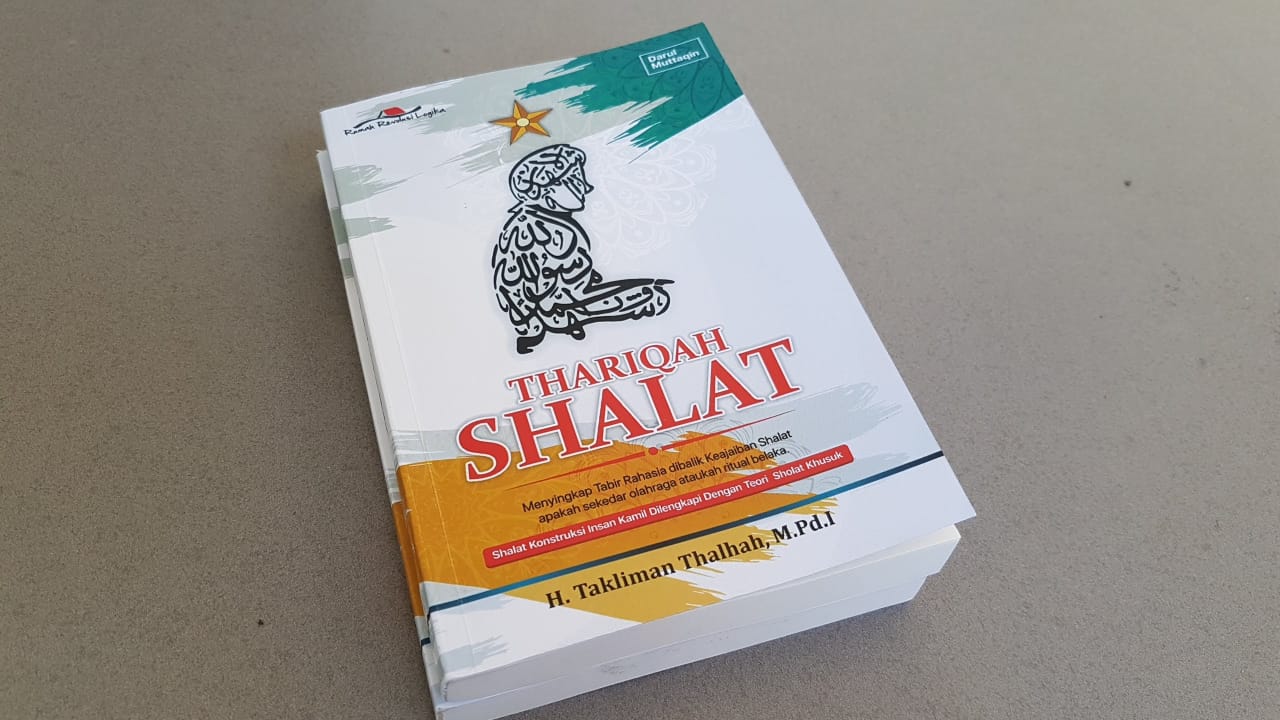 Darul
Muttaqin
Rumah Revolusi Logika
THARIQAH
SHALAT
Menyingkap Tabir Rahasia dibalik Keajaiban Shalat
apakah sekedar olahraga ataukah ritual belaka.
Shalat Konstruksi Insan Kamil Dilengkapi Dengan Teori Sholat Khusuk
H. Takliman Thalhah, M.Pd.I